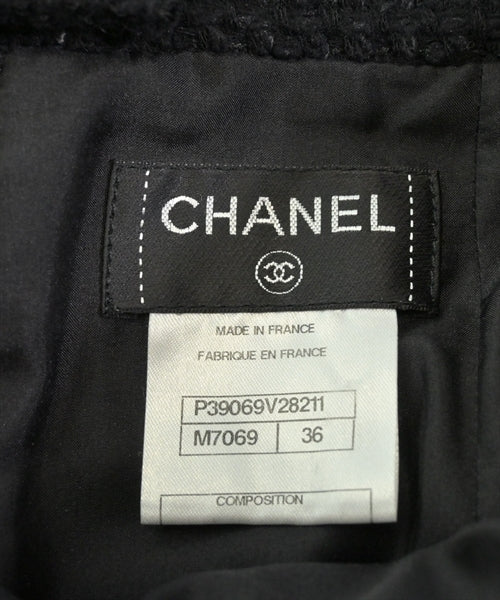 CHANEL
MADE IN FRANCE
FABRIQUE EN FRANCE
P39069V28211
M7069 36
COMPOSITION